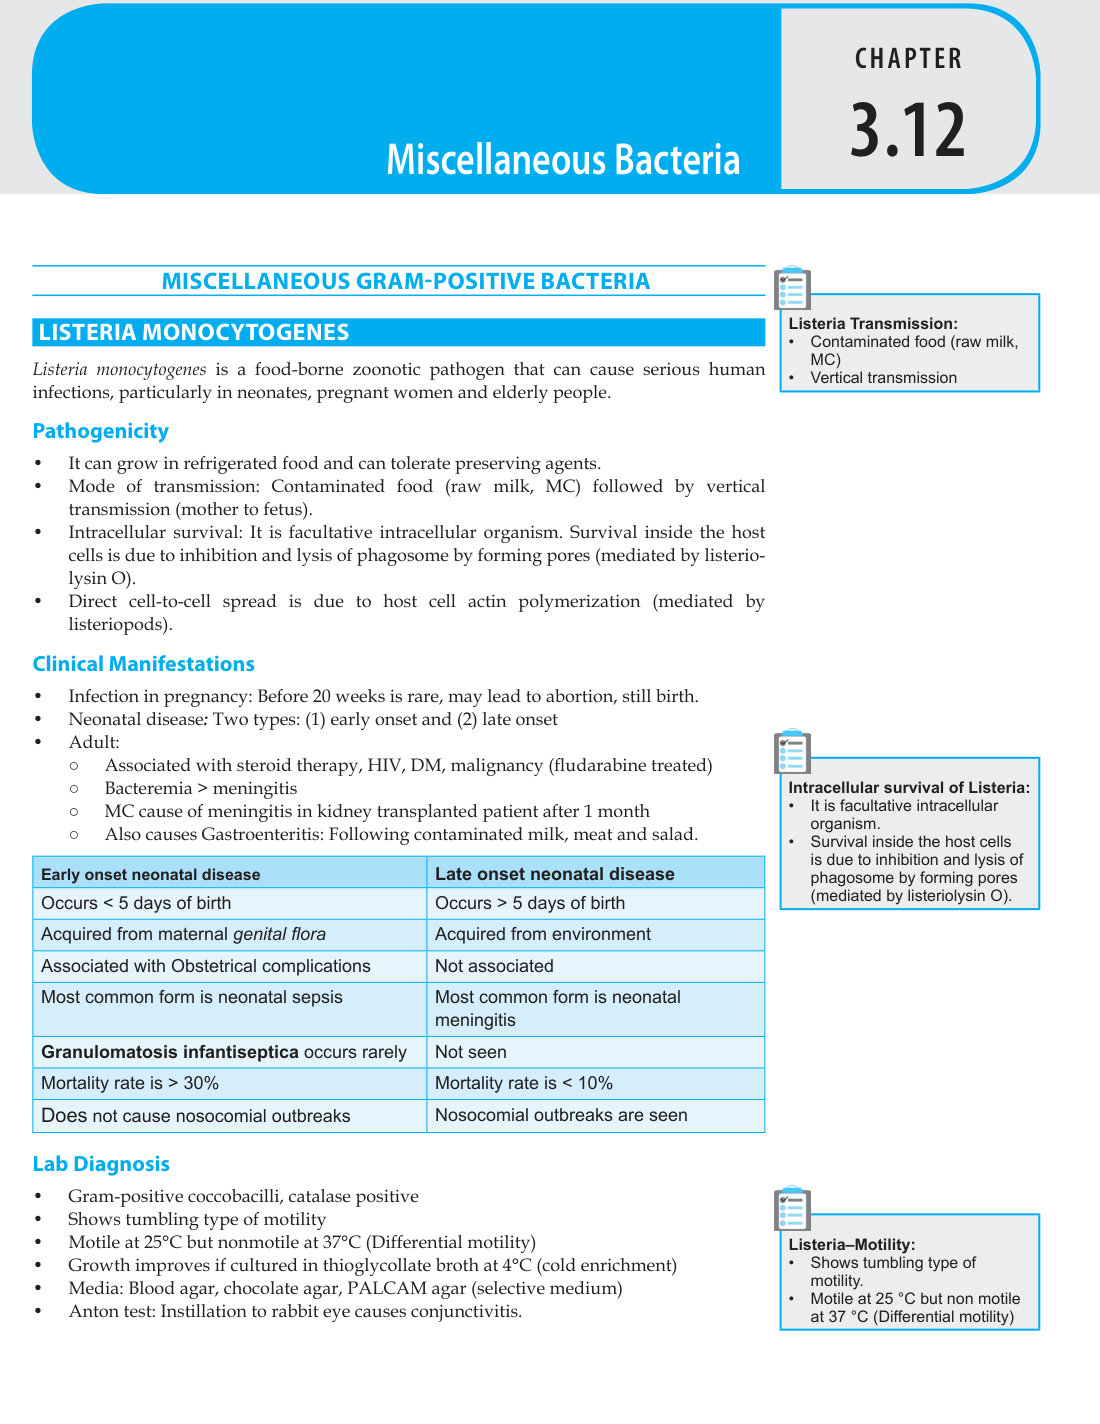 CHAPTER
3.12
Miscellaneous Bacteria
MISCELLANEOUS GRAM-POSITIVE BACTERIA
LISTERIA MONOCYTOGENES
Listeria monocytogenes is a food-borne zoonotic pathogen that can cause serious human
infections, particularly in neonates, pregnant women and elderly people.
Pathogenicity
• It can grow in refrigerated food and can tolerate preserving agents.
• Mode of transmission: Contaminated food (raw milk, MC) followed by vertical
transmission (mother to fetus).
• Intracellular survival: It is facultative intracellular organism. Survival inside the host
cells is due to inhibition and lysis of phagosome by forming pores (mediated by listerio-
lysin O).
• Direct cell-to-cell spread is due to host cell actin polymerization (mediated by
listeriopods).
Clinical Manifestations
• Infection in pregnancy: Before 20 weeks is rare, may lead to abortion, still birth.
• Neonatal disease: Two types: (1) early onset and (2) late onset
• Adult:
○ Associated with steroid therapy, HIV, DM, malignancy (fludarabine treated)
○ Bacteremia > meningitis
○ MC cause of meningitis in kidney transplanted patient after 1 month
○ Also causes Gastroenteritis: Following contaminated milk, meat and salad.
Early onset neonatal disease Late onset neonatal disease
Occurs < 5 days of birth Occurs > 5 days of birth
Acquired from maternal genital flora Acquired from environment
Associated with Obstetrical complications Not associated
Most common form is neonatal sepsis Most common form is neonatal
meningitis
Granulomatosis infantiseptica occurs rarely Not seen
Mortality rate is > 30% Mortality rate is < 10%
Does not cause nosocomial outbreaks Nosocomial outbreaks are seen
Lab Diagnosis
• Gram-positive coccobacilli, catalase positive
• Shows tumbling type of motility
• Motile at 25°C but nonmotile at 37°C (Differential motility)
• Growth improves if cultured in thioglycollate broth at 4°C (cold enrichment)
• Media: Blood agar, chocolate agar, PALCAM agar (selective medium)
• Anton test: Instillation to rabbit eye causes conjunctivitis.
Listeria Transmission:
• Contaminated food (raw milk,
MC)
• Vertical transmission
Intracellular survival of Listeria:
• It is facultative intracellular
organism.
• Survival inside the host cells
is due to inhibition and lysis of
phagosome by forming pores
(mediated by listeriolysin O).
Listeria–Motility:
• Shows tumbling type of
motility.
• Motile at 25 °C but non motile
at 37 °C (Differential motility)